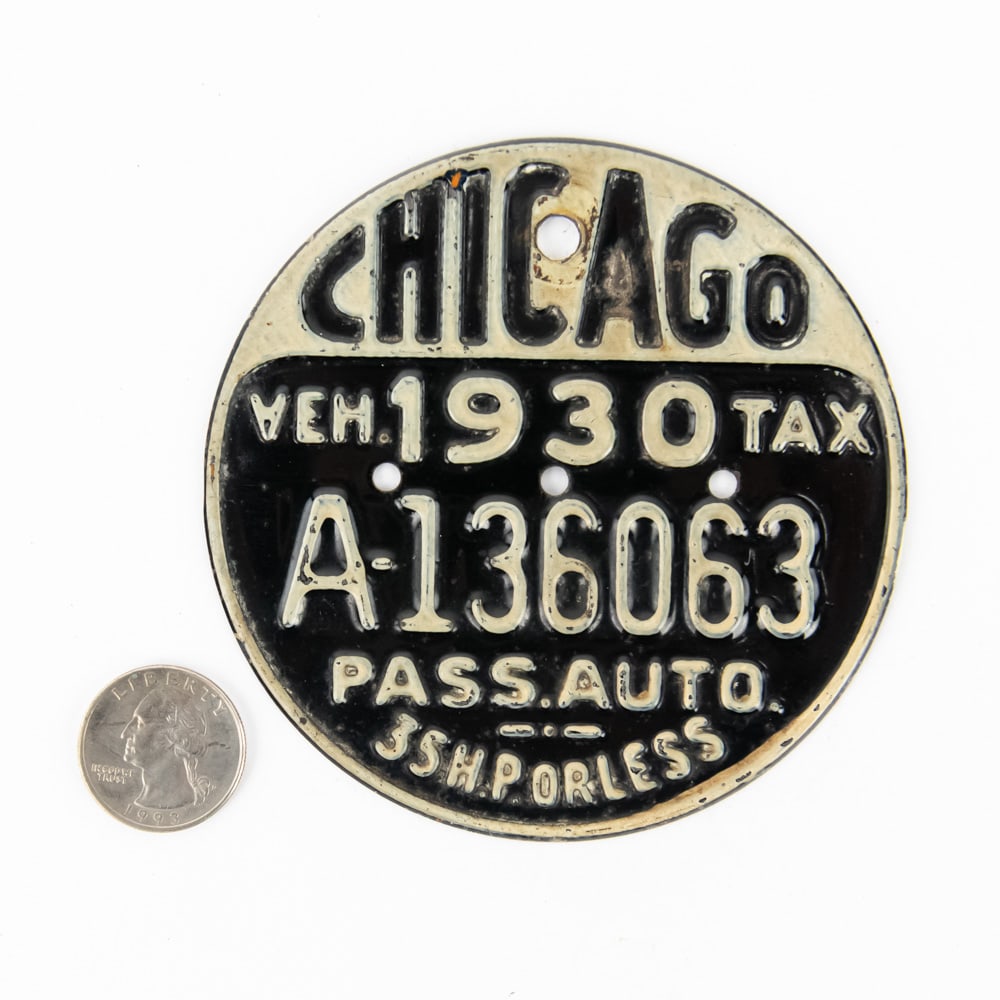 CHICAGO
VEH. 1930 TAX
A-136063
PASS. AUTO.
35 H.P. OR LESS
LIBERTY
IN GOD WE
TRUST
1993